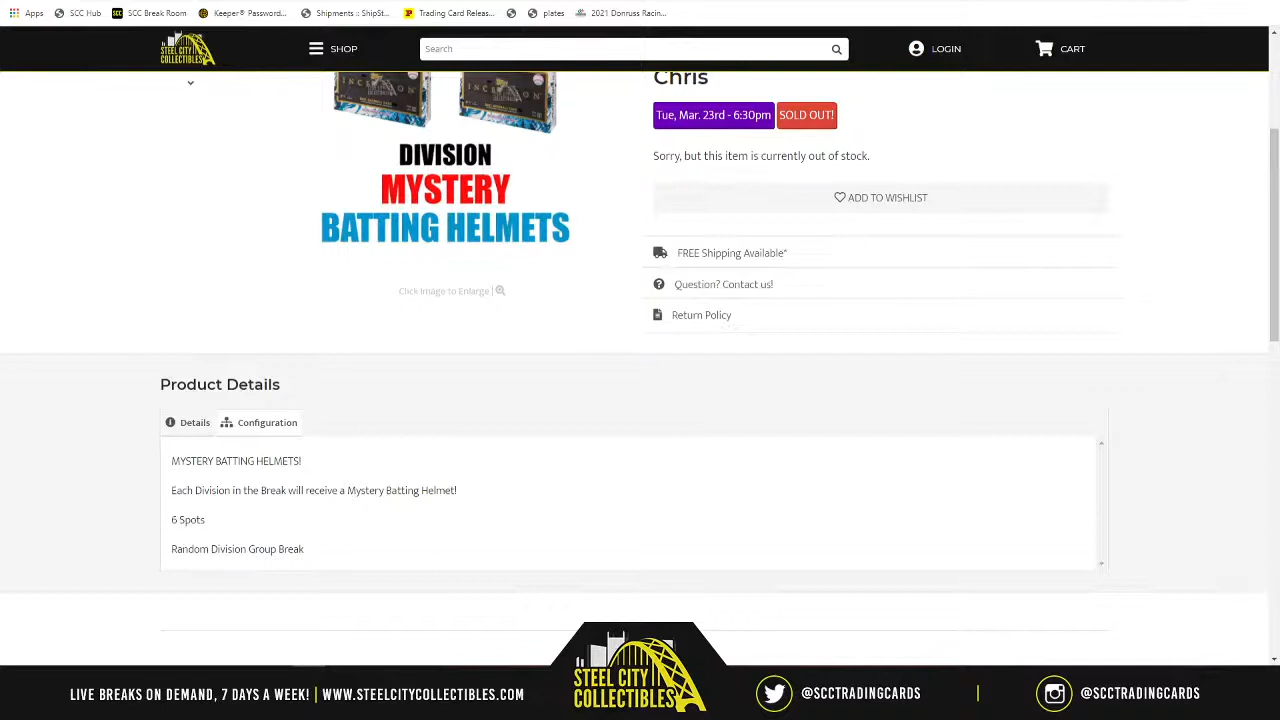 Apps SCC Hub SCC Break Room Keeper® Password... Shipments :: ShipSt... Trading Card Releas... plates 2021 Donruss Racin...
STEEL CITY COLLECTIBLES SHOP Search LOGIN CART
Chris
INCEPTION INCEPTION
Tue, Mar. 23rd - 6:30pm SOLD OUT!
DIVISION
MYSTERY
BATTING HELMETS
Sorry, but this item is currently out of stock.
ADD TO WISHLIST
FREE Shipping Available*
Question? Contact us!
Return Policy
Click Image to Enlarge |
Product Details
Details Configuration
MYSTERY BATTING HELMETS!
Each Division in the Break will receive a Mystery Batting Helmet!
6 Spots
Random Division Group Break
LIVE BREAKS ON DEMAND, 7 DAYS A WEEK! | WWW.STEELCITYCOLLECTIBLES.COM
STEEL CITY
COLLECTIBLES
@SCCTRADINGCARDS | @SCCTRADINGCARDS